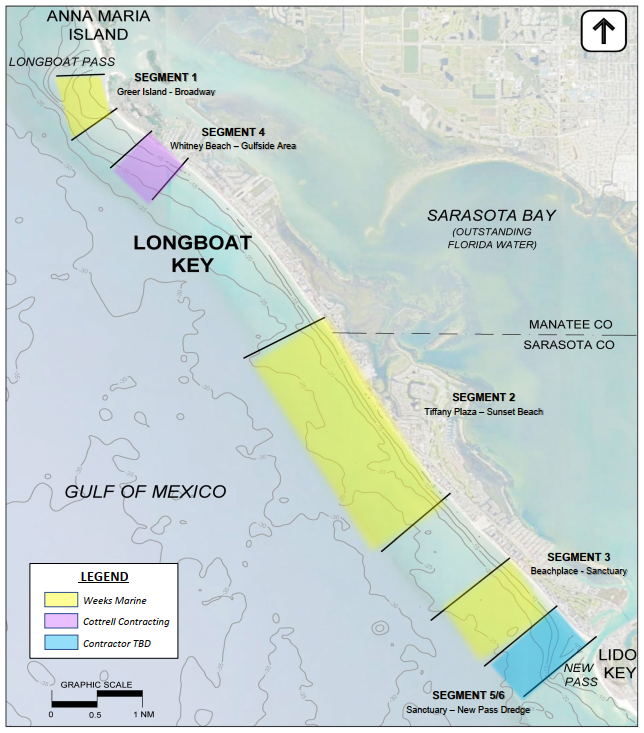 ANNA MARIA
ISLAND
LONGBOAT PASS
SEGMENT 1
Greer Island - Broadway
SEGMENT 4
Whitney Beach – Gulfside Area
SARASOTA BAY
(OUTSTANDING
FLORIDA WATER)
LONGBOAT
KEY
MANATEE CO
SARASOTA CO
SEGMENT 2
Tiffany Plaza – Sunset Beach
GULF OF MEXICO
SEGMENT 3
Beachplace - Sanctuary
LEGEND
Weeks Marine
Cottrell Contracting
Contractor TBD
LIDO
KEY
NEW
PASS
GRAPHIC SCALE
0
0.5
1 NM
SEGMENT 5/6
Sanctuary – New Pass Dredge